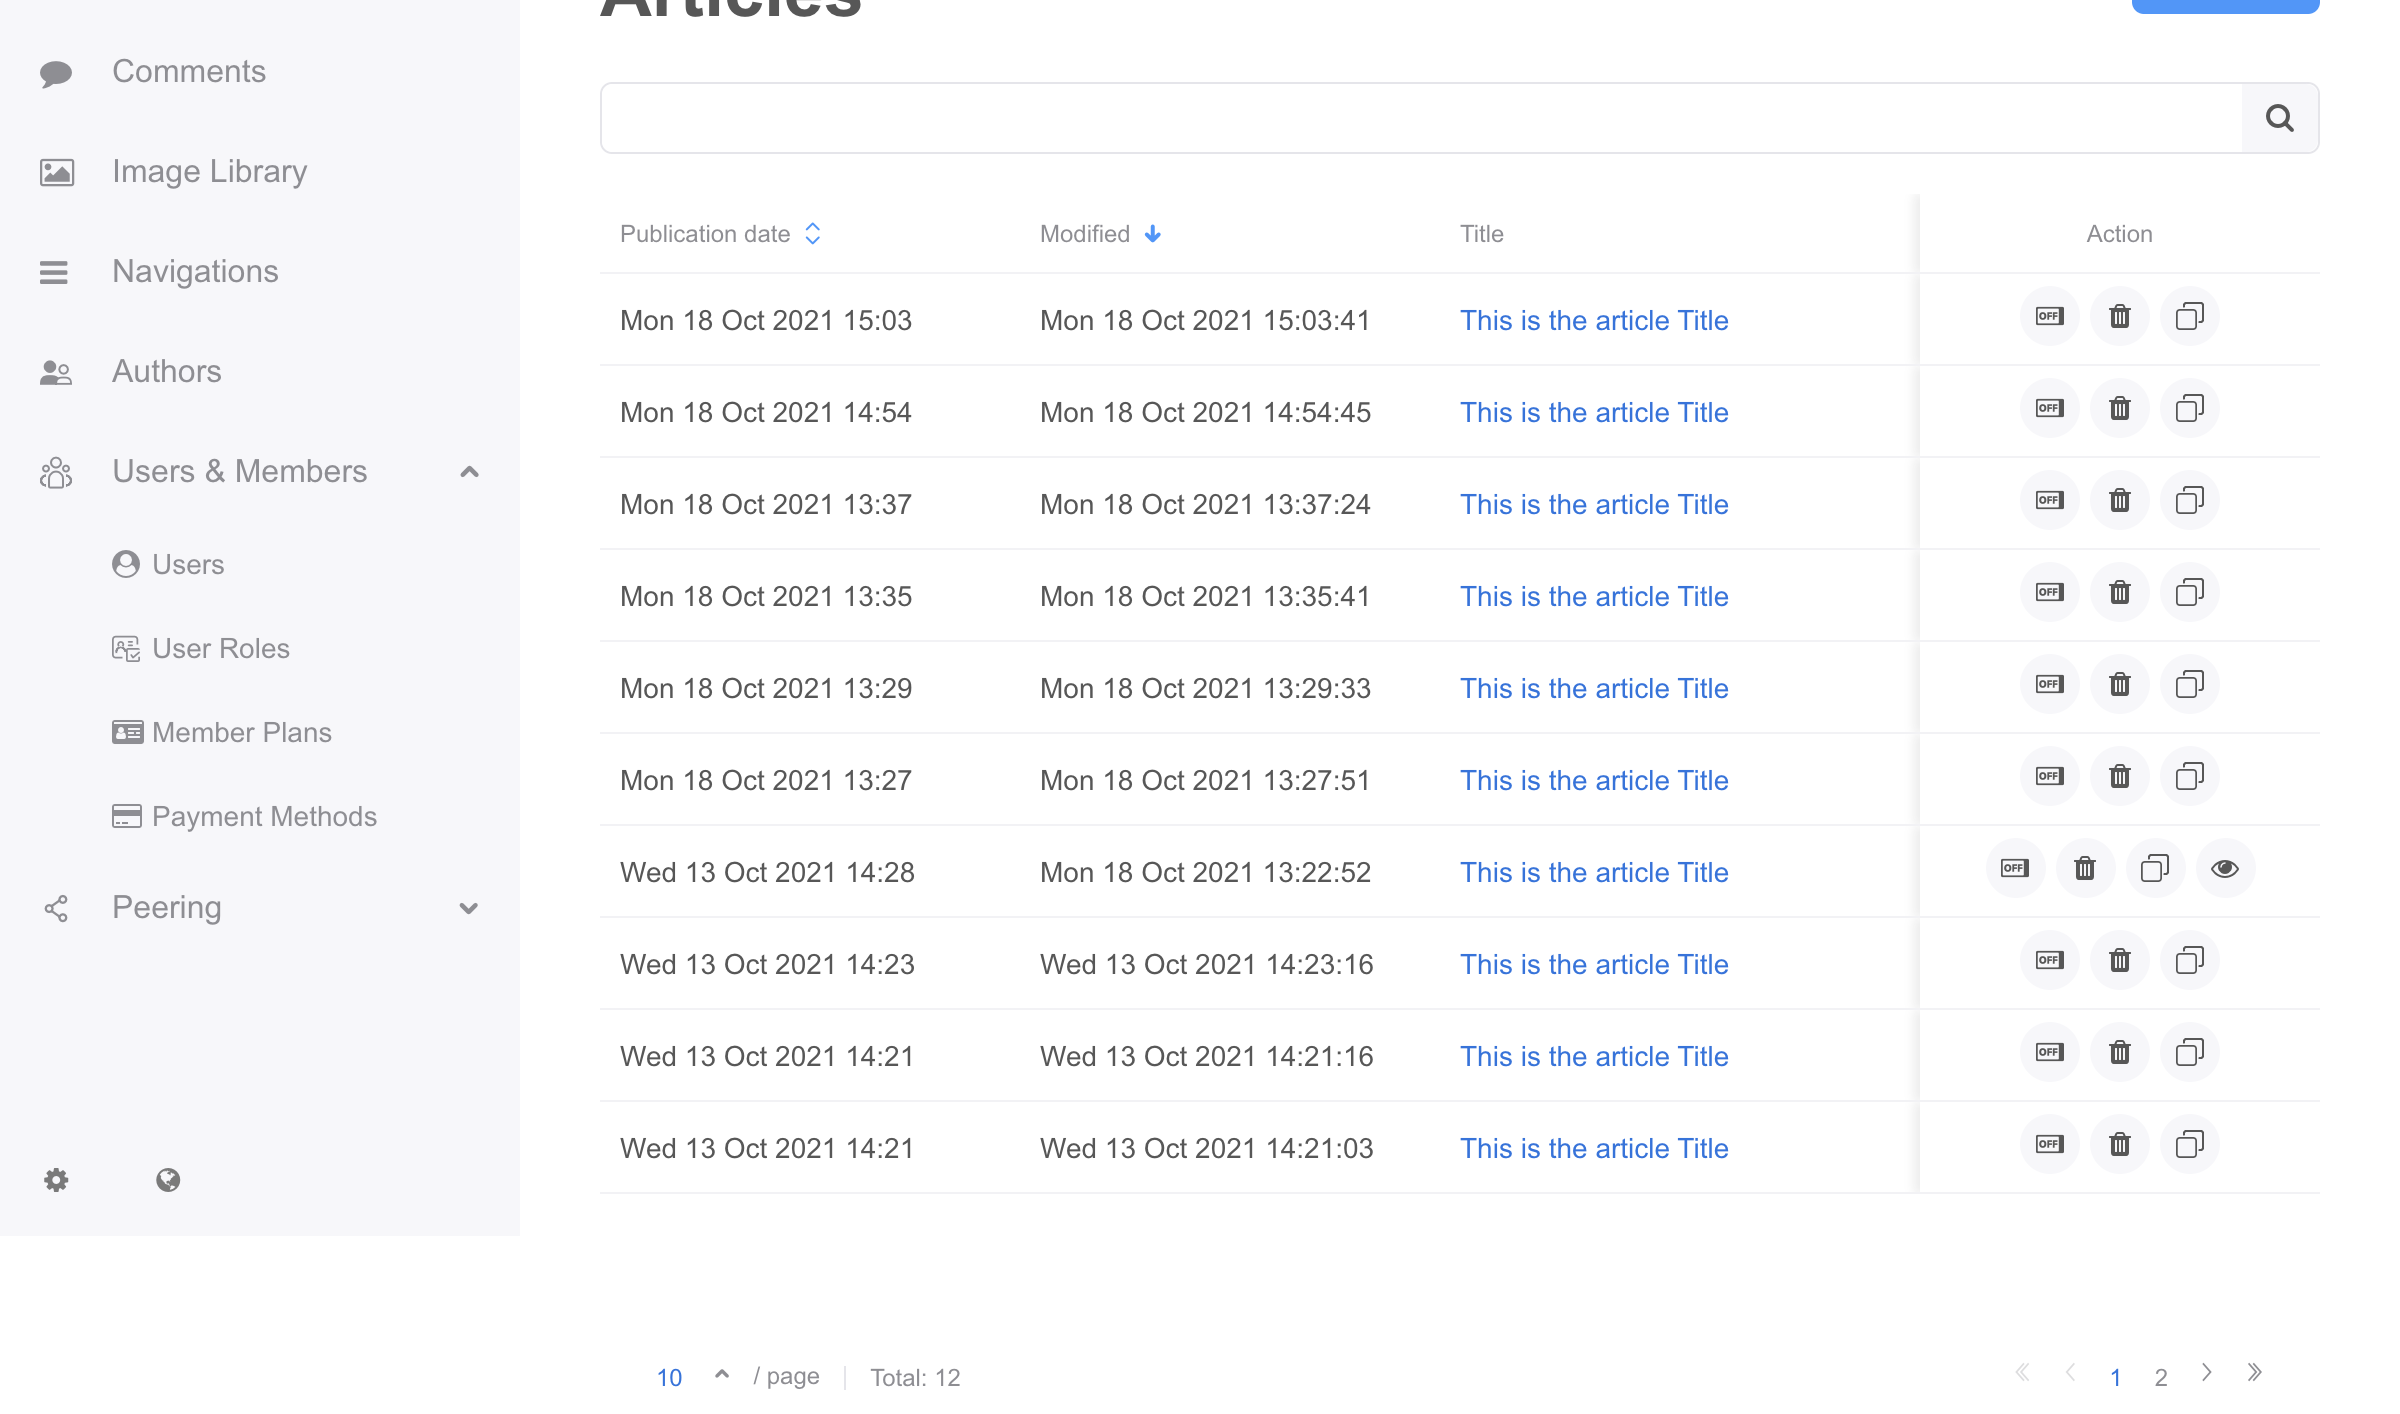 Articles
Comments
Image Library
Navigations
Authors
Users & Members
Users
User Roles
Member Plans
Payment Methods
Peering
Publication date Modified Title Action
Mon 18 Oct 2021 15:03 Mon 18 Oct 2021 15:03:41 This is the article Title OFF
Mon 18 Oct 2021 14:54 Mon 18 Oct 2021 14:54:45 This is the article Title OFF
Mon 18 Oct 2021 13:37 Mon 18 Oct 2021 13:37:24 This is the article Title OFF
Mon 18 Oct 2021 13:35 Mon 18 Oct 2021 13:35:41 This is the article Title OFF
Mon 18 Oct 2021 13:29 Mon 18 Oct 2021 13:29:33 This is the article Title OFF
Mon 18 Oct 2021 13:27 Mon 18 Oct 2021 13:27:51 This is the article Title OFF
Wed 13 Oct 2021 14:28 Mon 18 Oct 2021 13:22:52 This is the article Title OFF
Wed 13 Oct 2021 14:23 Wed 13 Oct 2021 14:23:16 This is the article Title OFF
Wed 13 Oct 2021 14:21 Wed 13 Oct 2021 14:21:16 This is the article Title OFF
Wed 13 Oct 2021 14:21 Wed 13 Oct 2021 14:21:03 This is the article Title OFF
10 / page Total: 12 1 2